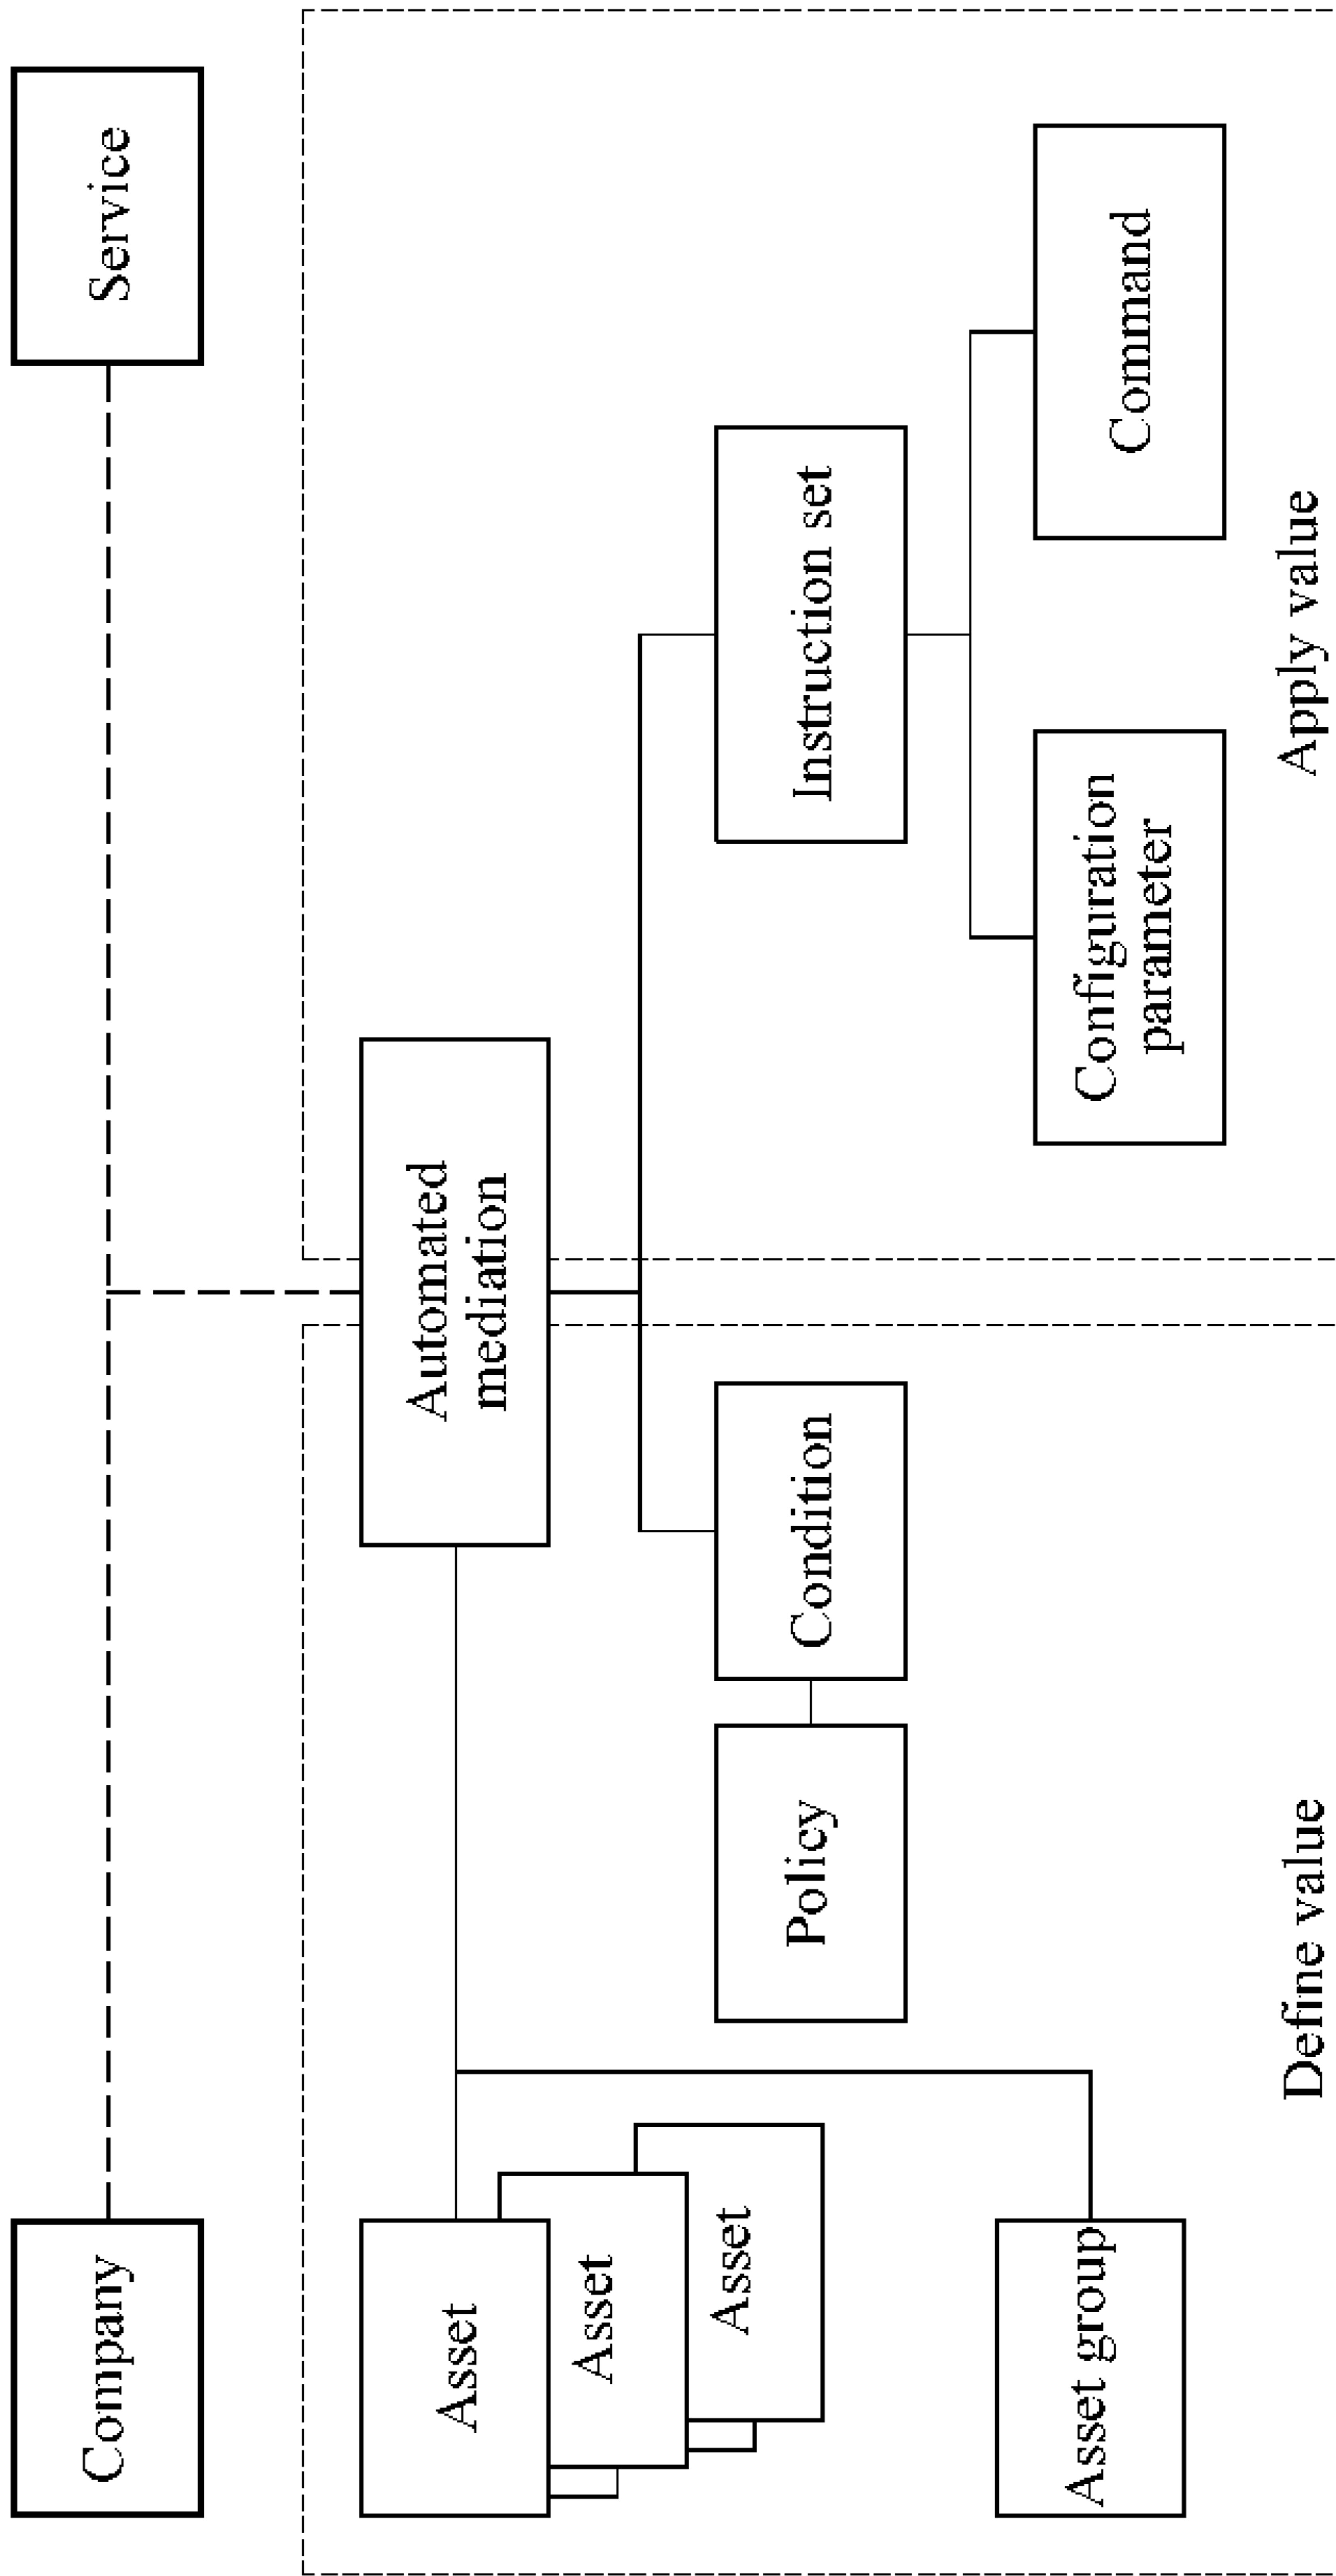 Company
Service
Asset
Asset
Asset
Automated
mediation
Policy
Condition
Instruction set
Asset group
Configuration
parameter
Command
Define value
Apply value